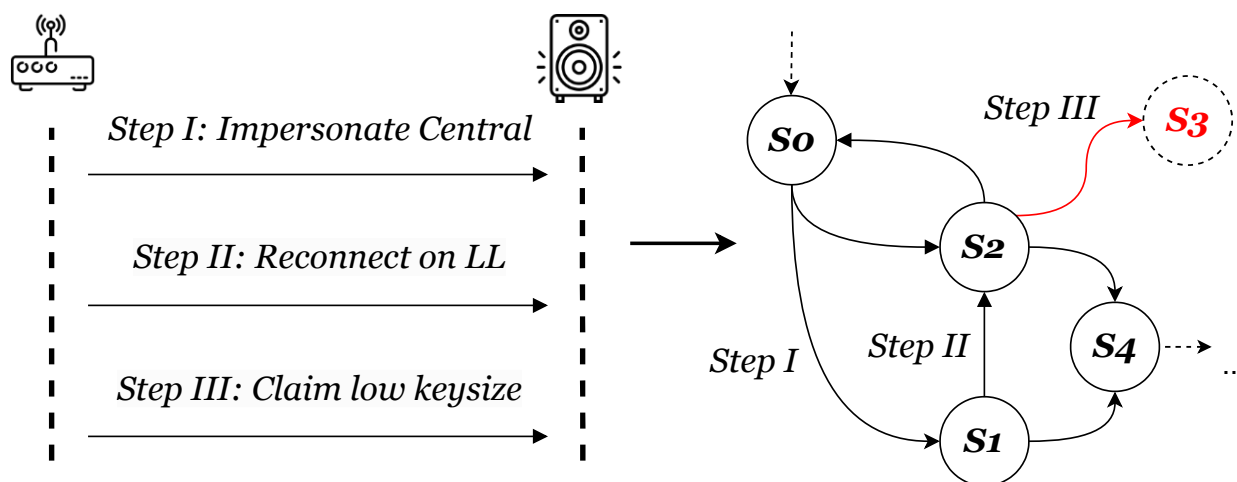 Step I: Impersonate Central
Step II: Reconnect on LL
Step III: Claim low keysize
Step III
S3
S0
S2
S4
Step I
Step II
S1
..